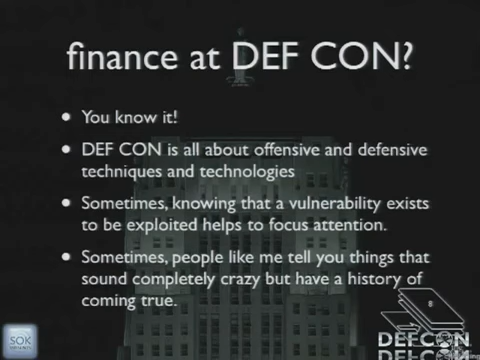 finance at DEF CON?
• You know it!
• DEF CON is all about offensive and defensive
techniques and technologies
• Sometimes, knowing that a vulnerability exists
to be exploited helps to focus attention.
• Sometimes, people like me tell you things that
sound completely crazy but have a history of
coming true.
SOK
DEFCON